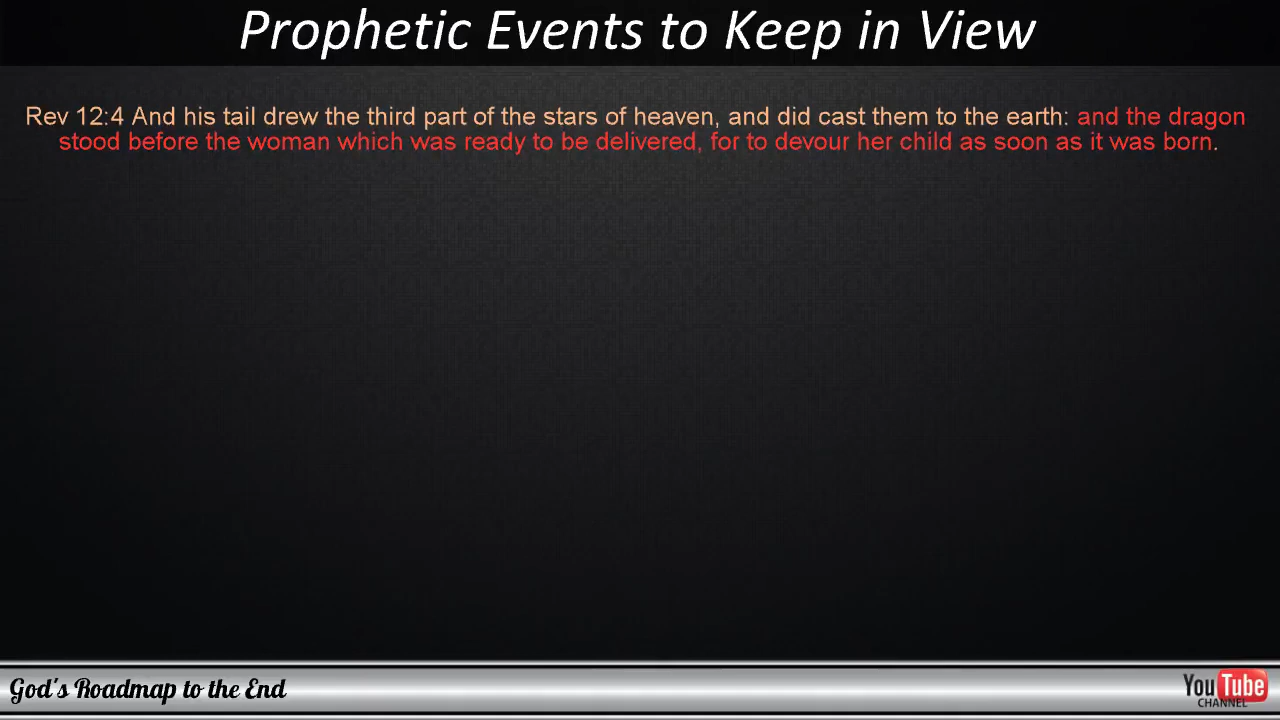 Prophetic Events to Keep in View
Rev 12:4 And his tail drew the third part of the stars of heaven, and did cast them to the earth: and the dragon
stood before the woman which was ready to be delivered, for to devour her child as soon as it was born.
God's Roadmap to the End
YouTube
CHANNEL